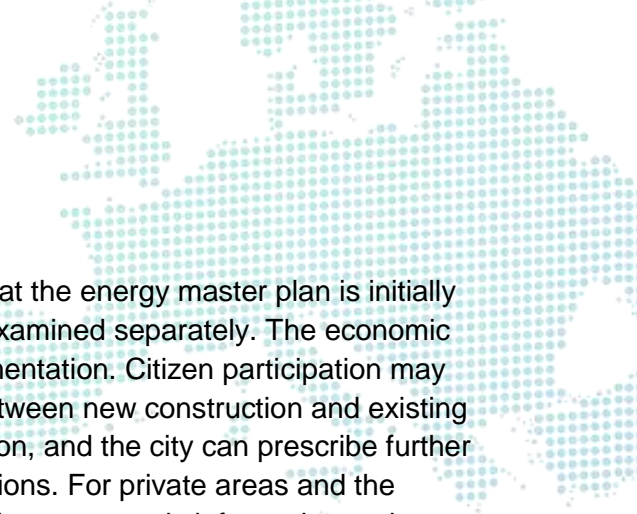 at the energy master plan is initially
xamined separately. The economic
nentation. Citizen participation may
tween new construction and existing
on, and the city can prescribe further
ions. For private areas and the